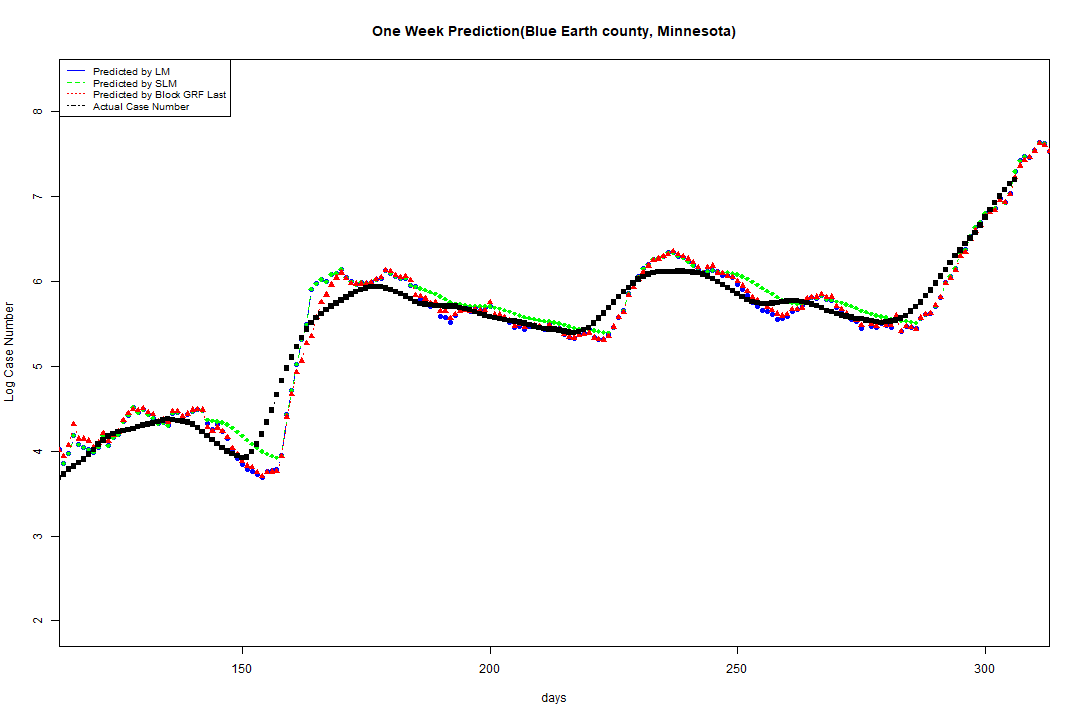 One Week Prediction(Blue Earth county, Minnesota)
Predicted by LM
Predicted by SLM
Predicted by Block GRF Last
Actual Case Number
8
7
6
5
4
3
2
Log Case Number
150 200 250 300
days